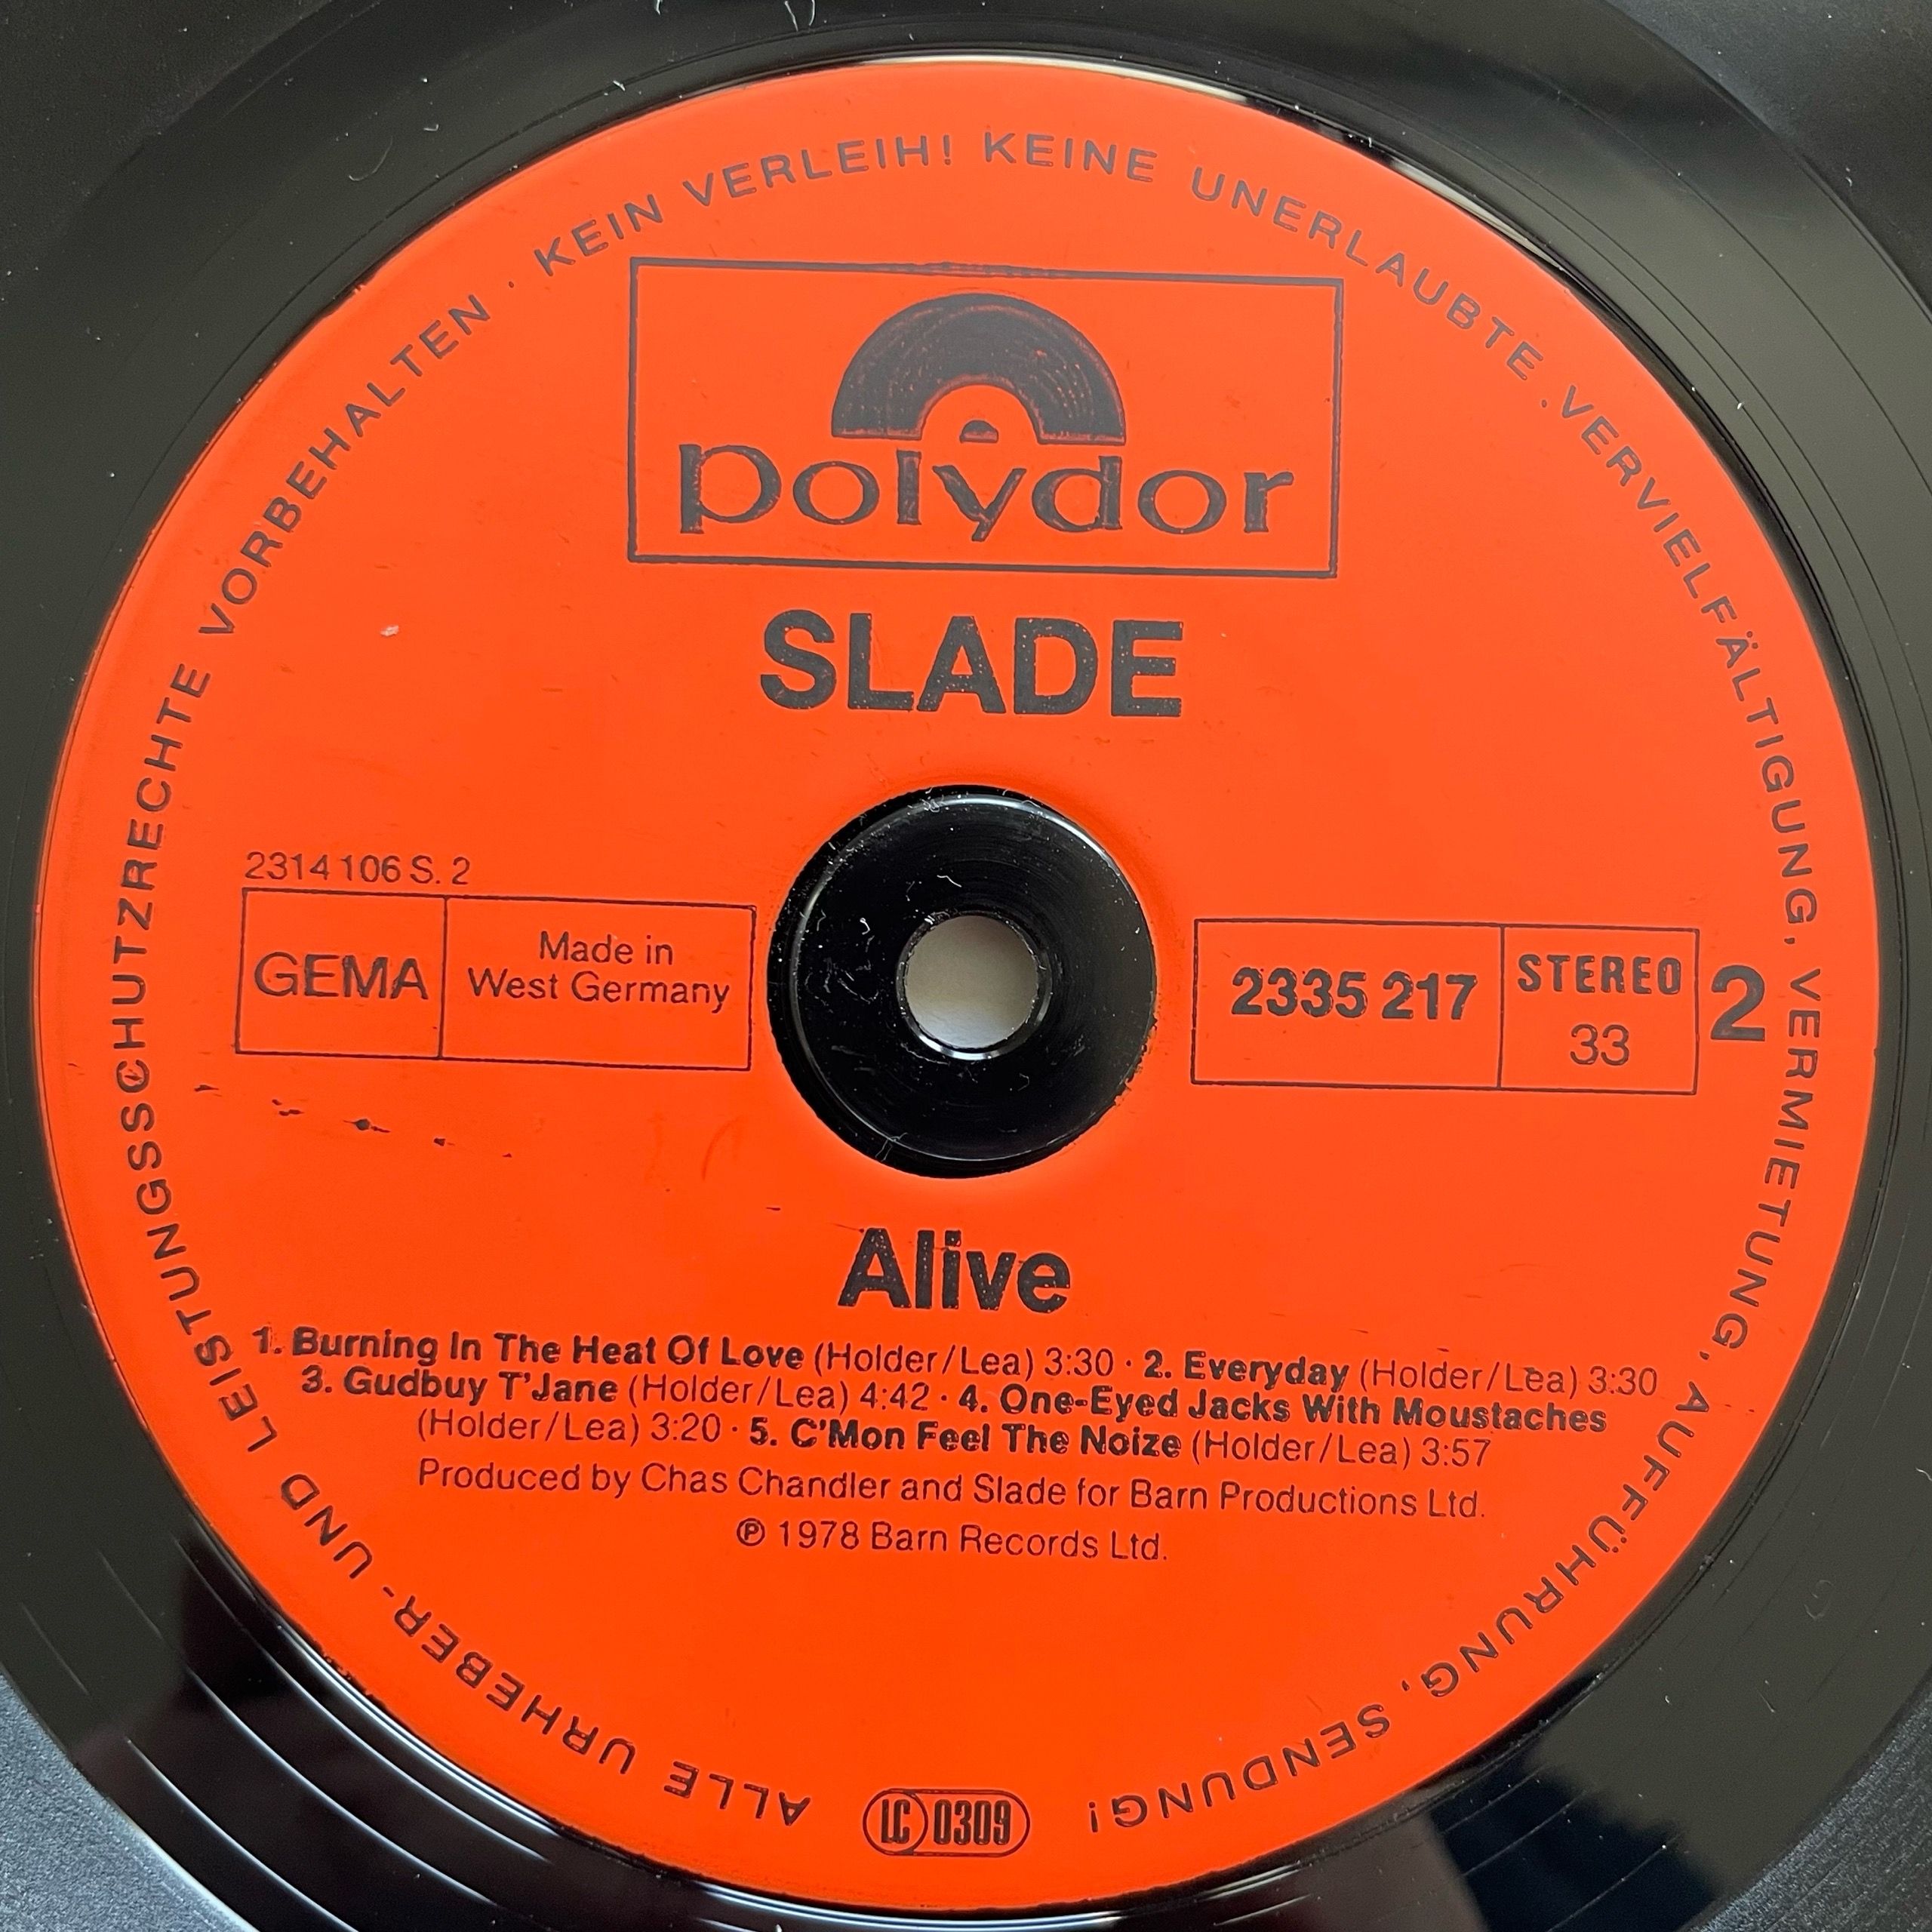 ALLE URHEBER- UND LEISTUNGSSCHUTZRECHTE VORBEHALTEN · KEIN VERLEIH! KEINE UNERLAUBTE · VERVIELFÄLTIGUNG, VERMIETUNG, AUFFÜHRUNG, SENDUNG!
polydor
SLADE
2314 106 S. 2
GEMA
Made in
West Germany
2335 217
STEREO
33
2
Alive
1. Burning In The Heat Of Love (Holder/Lea) 3:30 · 2. Everyday (Holder/Lea) 3:30
3. Gudbuy T'Jane (Holder/Lea) 4:42 · 4. One-Eyed Jacks With Moustaches
(Holder/Lea) 3:20 · 5. C'Mon Feel The Noize (Holder/Lea) 3:57
Produced by Chas Chandler and Slade for Barn Productions Ltd.
℗ 1978 Barn Records Ltd.
LC 0309